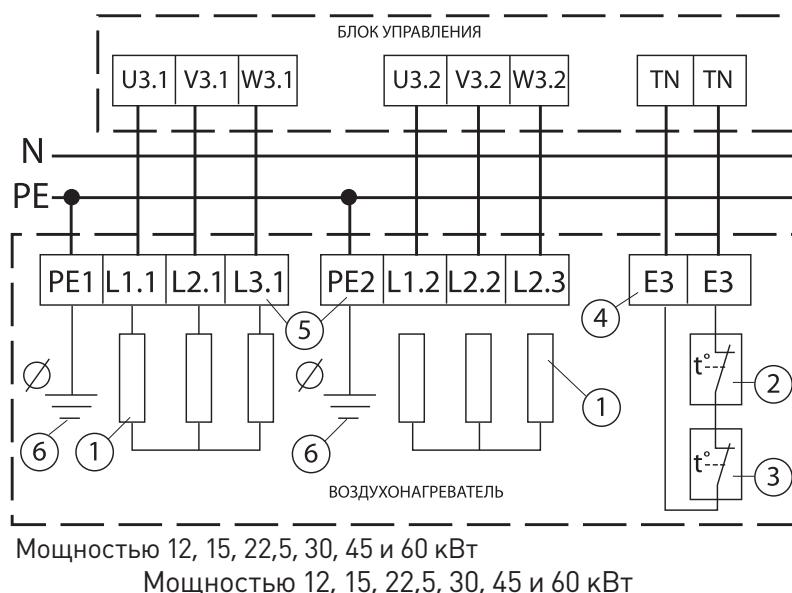 БЛОК УПРАВЛЕНИЯ
U3.1 V3.1 W3.1 U3.2 V3.2 W3.2 TN TN
N
PE
PE1 L1.1 L2.1 L3.1 PE2 L1.2 L2.2 L2.3 E3 E3
5 4
t° 2
1
6 1 6
t° 3
ВОЗДУХОНАГРЕВАТЕЛЬ
Мощностью 12, 15, 22,5, 30, 45 и 60 кВт
Мощностью 12, 15, 22,5, 30, 45 и 60 кВт